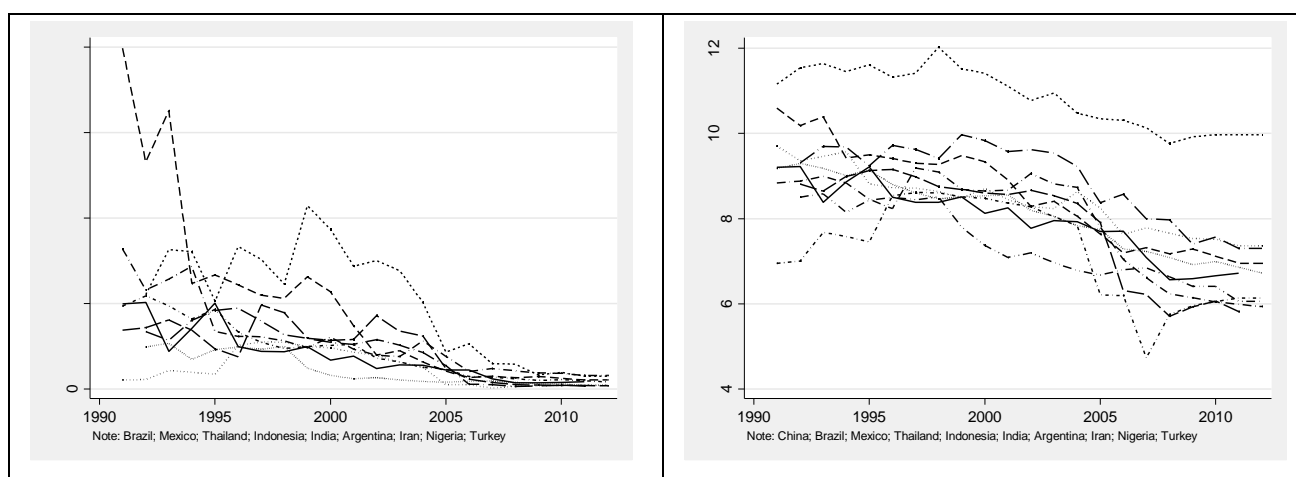 0
1990 1995 2000 2005 2010
Note: Brazil; Mexico; Thailand; Indonesia; India; Argentina; Iran; Nigeria; Turkey
12
10
8
6
4
1990 1995 2000 2005 2010
Note: China; Brazil; Mexico; Thailand; Indonesia; India; Argentina; Iran; Nigeria; Turkey